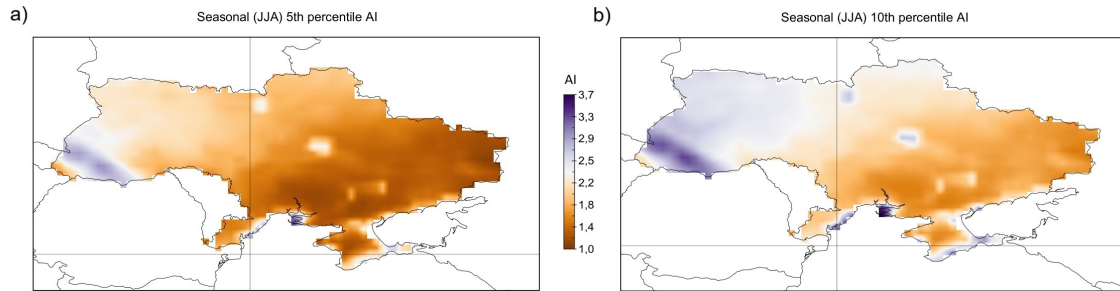 a)
Seasonal (JJA) 5th percentile AI
b)
Seasonal (JJA) 10th percentile AI
AI
3,7
3,3
2,9
2,5
2,2
1,8
1,4
1,0